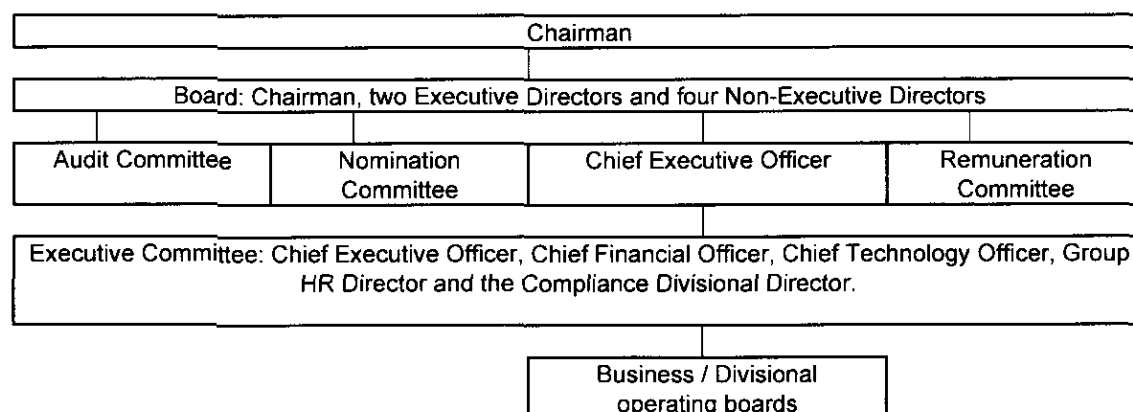 Chairman
Board: Chairman, two Executive Directors and four Non-Executive Directors
Audit Committee
Nomination
Committee
Chief Executive Officer
Remuneration
Committee
Executive Committee: Chief Executive Officer, Chief Financial Officer, Chief Technology Officer, Group
HR Director and the Compliance Divisional Director.
Business / Divisional
operating boards